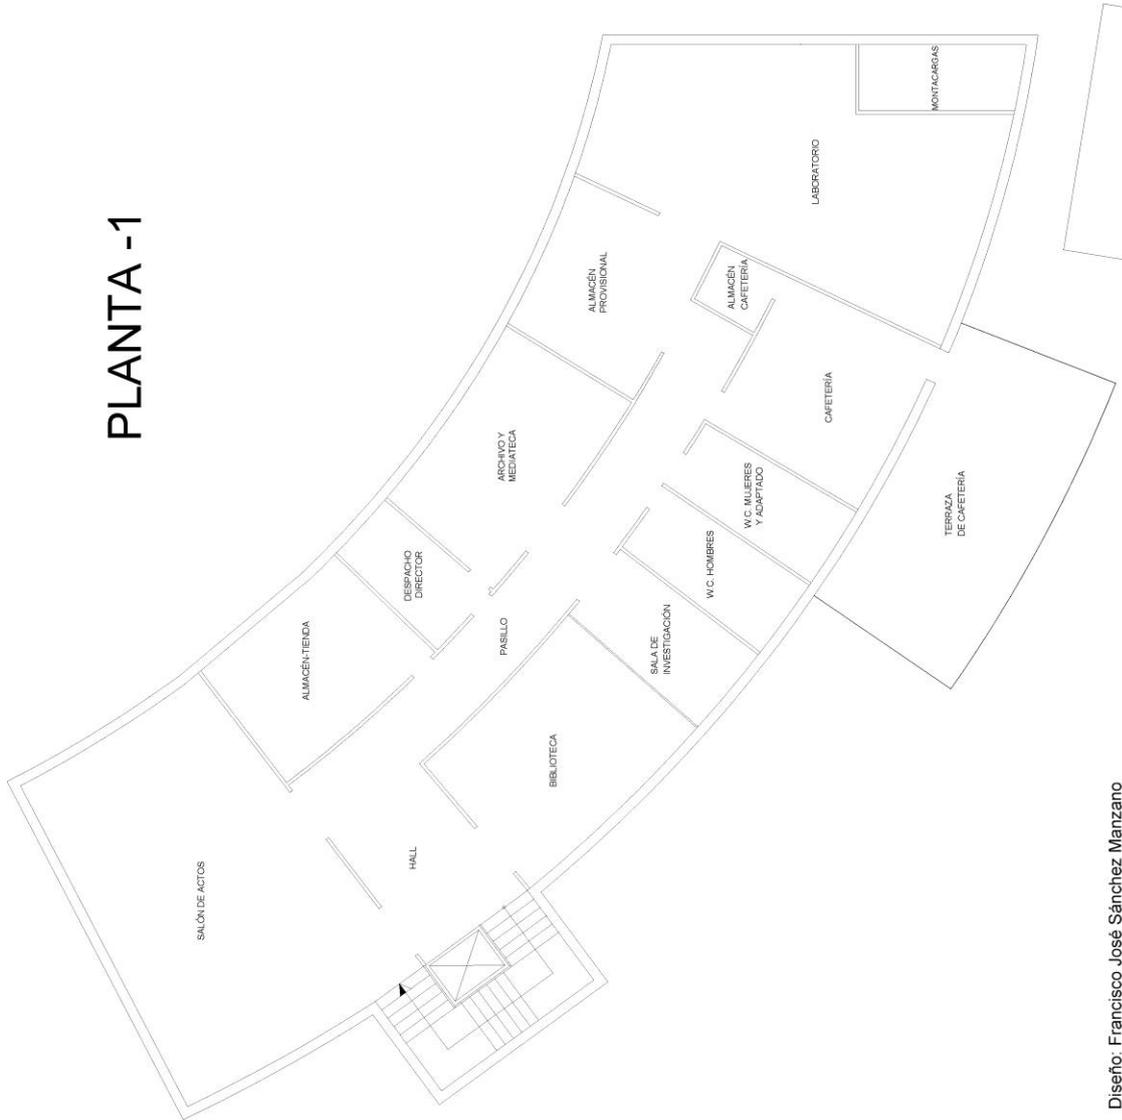 PLANTA -1
SALÓN DE ACTOS
ALMACÉN-TIENDA
HALL
DESPACHO
DIRECTOR
PASILLO
BIBLIOTECA
ARCHIVO Y
MEDIATECA
SALA DE
INVESTIGACIÓN
W.C. HOMBRES
W.C. MUJERES
Y ADAPTADO
ALMACÉN
PROVISIONAL
ALMACÉN
CAFETERÍA
CAFETERÍA
TERRAZA
DE CAFETERÍA
LABORATORIO
MONTACARGAS
Diseño: Francisco José Sánchez Manzano